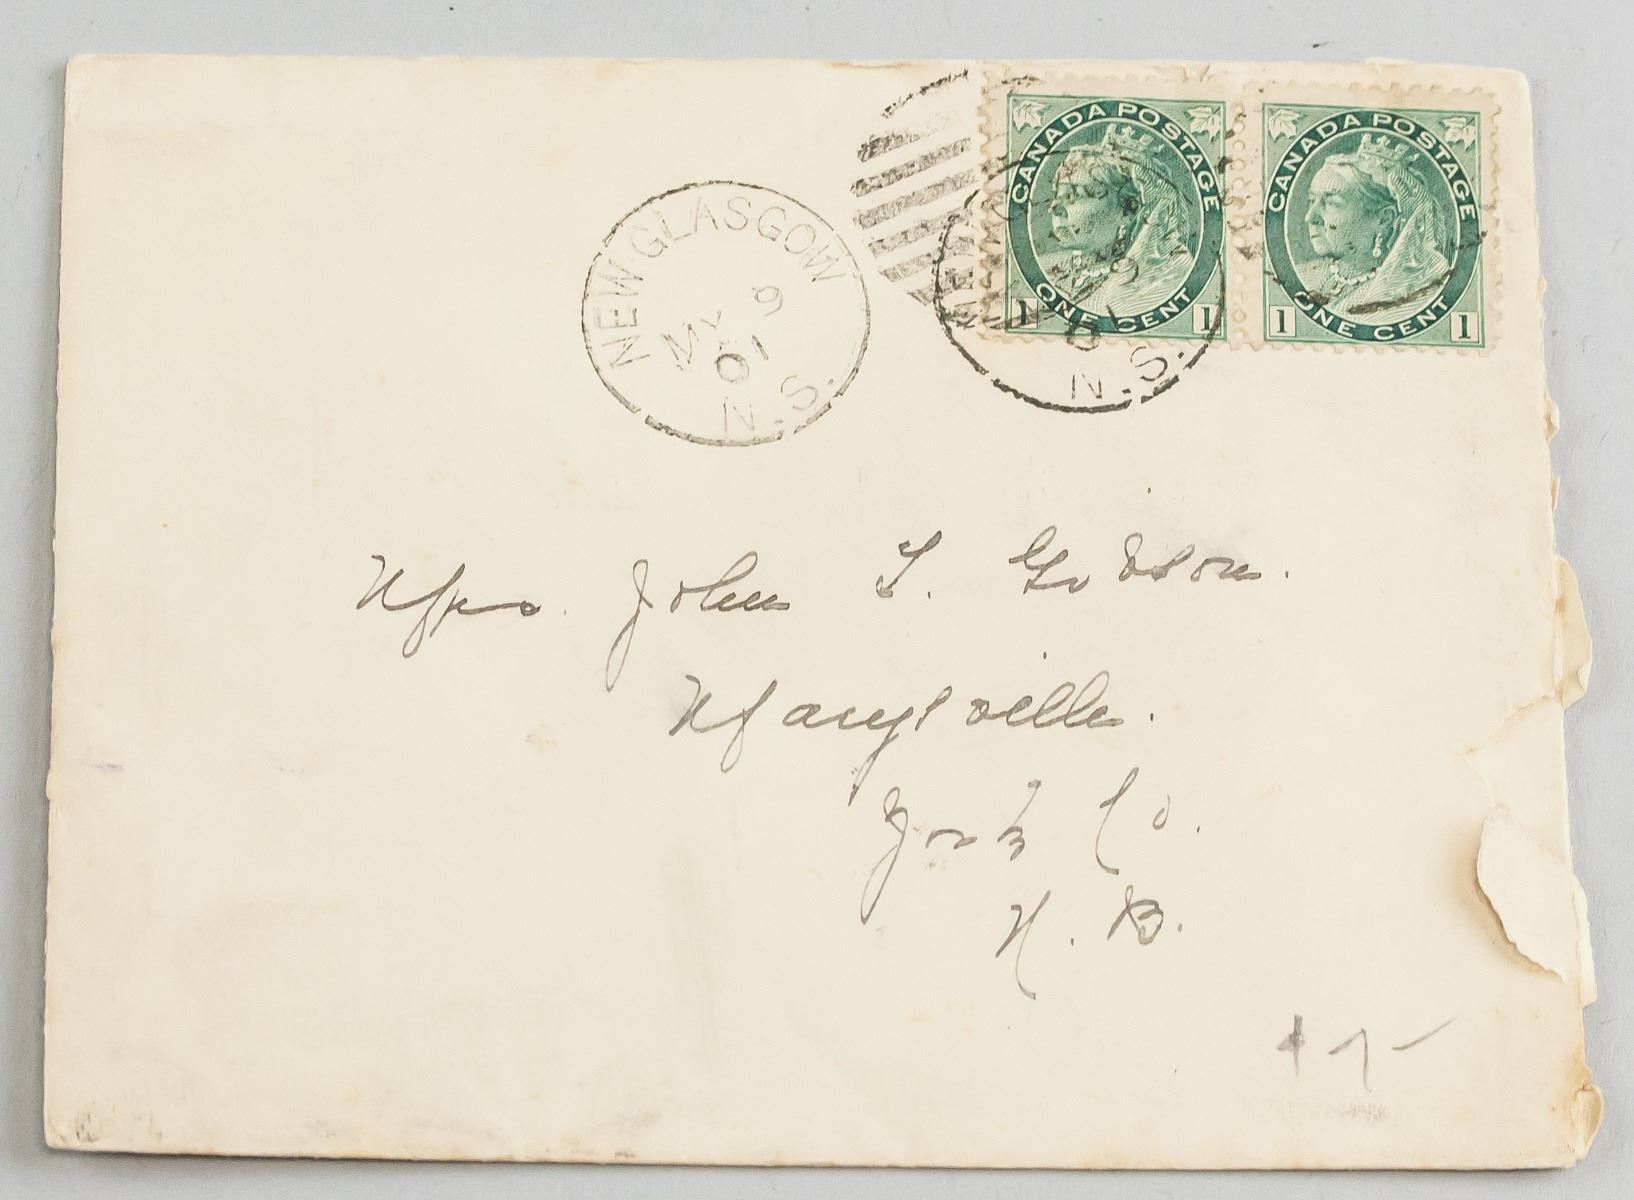 CANADA POSTAGE
ONE CENT
1 1
CANADA POSTAGE
ONE CENT
1 1
NEW GLASGOW
MY 9
01
N.S.
N.S.
Mrs. John T. Gibson.
Marysville.
York Co.
N. B.